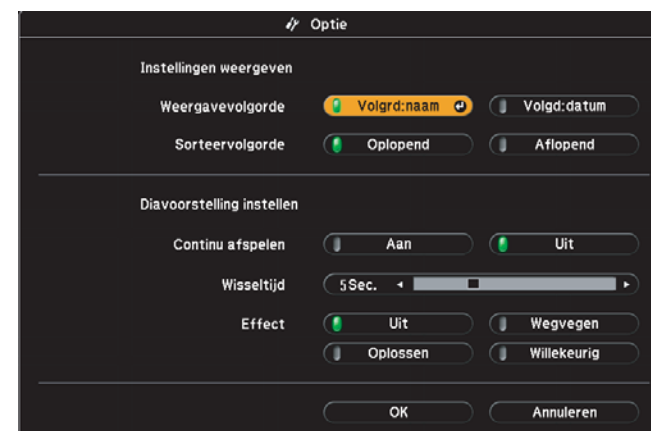 Optie
Instellingen weergeven
Weergavevolgorde Volgrd:naam Volgd:datum
Sorteervolgorde Oplopend Aflopend
Diavoorstelling instellen
Continu afspelen Aan Uit
Wisseltijd 5Sec.
Effect Uit Wegvegen
Oplossen Willekeurig
OK Annuleren